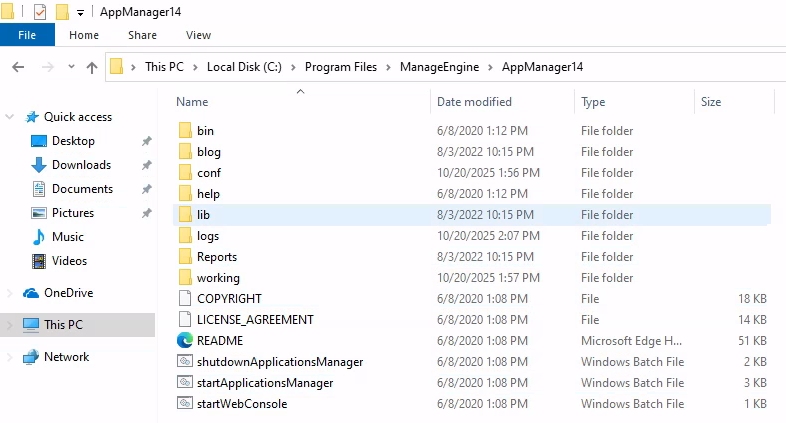 AppManager14
File Home Share View
This PC Local Disk (C:) Program Files ManageEngine AppManager14
Name Date modified Type Size
Quick access
Desktop
Downloads
Documents
Pictures
Music
Videos
OneDrive
This PC
Network
bin 6/8/2020 1:12 PM File folder
blog 8/3/2022 10:15 PM File folder
conf 10/20/2025 1:56 PM File folder
help 6/8/2020 1:12 PM File folder
lib 8/3/2022 10:15 PM File folder
logs 10/20/2025 2:07 PM File folder
Reports 8/3/2022 10:15 PM File folder
working 10/20/2025 1:57 PM File folder
COPYRIGHT 6/8/2020 1:08 PM File 18 KB
LICENSE_AGREEMENT 6/8/2020 1:08 PM File 14 KB
README 6/8/2020 1:08 PM Microsoft Edge H... 51 KB
shutdownApplicationsManager 6/8/2020 1:08 PM Windows Batch File 2 KB
startApplicationsManager 6/8/2020 1:08 PM Windows Batch File 3 KB
startWebConsole 6/8/2020 1:08 PM Windows Batch File 1 KB